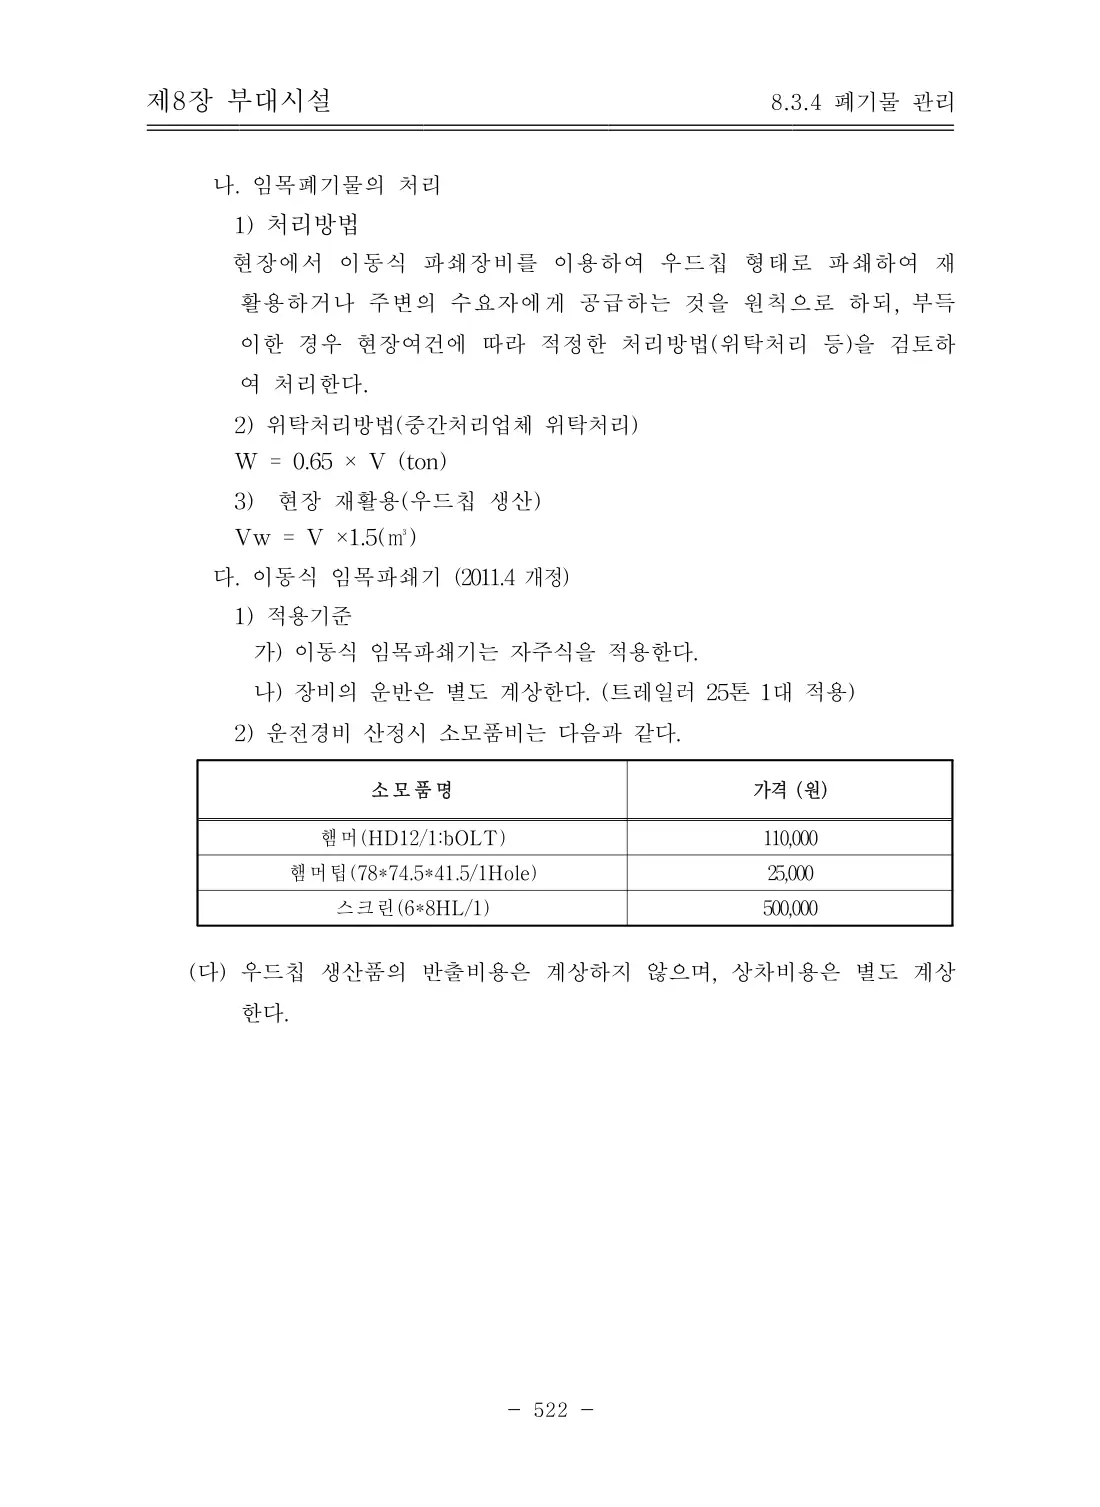 제8장 부대시설
8.3.4 폐기물 관리
나. 임목폐기물의 처리
1) 처리방법
현장에서 이동식 파쇄장비를 이용하여 우드칩 형태로 파쇄하여 재
활용하거나 주변의 수요자에게 공급하는 것을 원칙으로 하되, 부득
이한 경우 현장여건에 따라 적정한 처리방법(위탁처리 등)을 검토하
여 처리한다.
2) 위탁처리방법(중간처리업체 위탁처리)
W = 0.65 × V (ton)
3) 현장 재활용(우드칩 생산)
Vw = V ×1.5(㎥)
다. 이동식 임목파쇄기 (2011.4 개정)
1) 적용기준
가) 이동식 임목파쇄기는 자주식을 적용한다.
나) 장비의 운반은 별도 계상한다. (트레일러 25톤 1대 적용)
2) 운전경비 산정시 소모품비는 다음과 같다.
소모품명 가격 (원)
햄머(HD12/1:bOLT) 110,000
햄머팁(78*74.5*41.5/1Hole) 25,000
스크린(6*8HL/1) 500,000
(다) 우드칩 생산품의 반출비용은 계상하지 않으며, 상차비용은 별도 계상
한다.
- 522 -